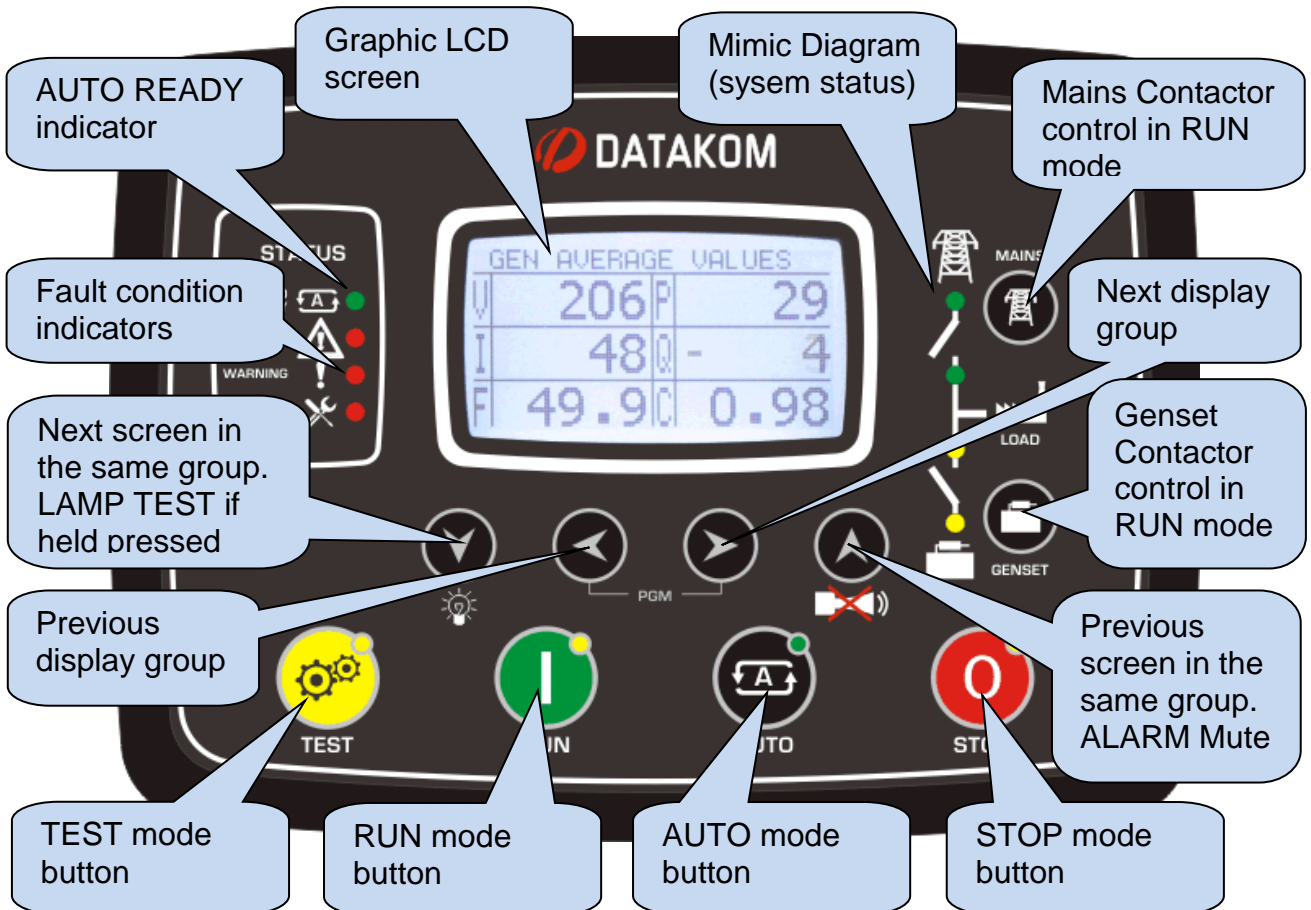 Graphic LCD
screen
Mimic Diagram
(sysem status)
AUTO READY
indicator
Mains Contactor
control in RUN
mode
DATAKOM
STATUS
MAINS
GEN AVERAGE VALUES
V 206 P 29
I 48 Q - 4
F 49.9 C 0.98
Fault condition
indicators
A
WARNING
Next display
group
LOAD
Next screen in
the same group.
LAMP TEST if
held pressed
Genset
Contactor
control in
RUN mode
GENSET
PGM
Previous
display group
Previous
screen in the
same group.
ALARM Mute
I
A
O
TEST
TEST mode
button
RUN mode
button
AUTO mode
button
STOP mode
button